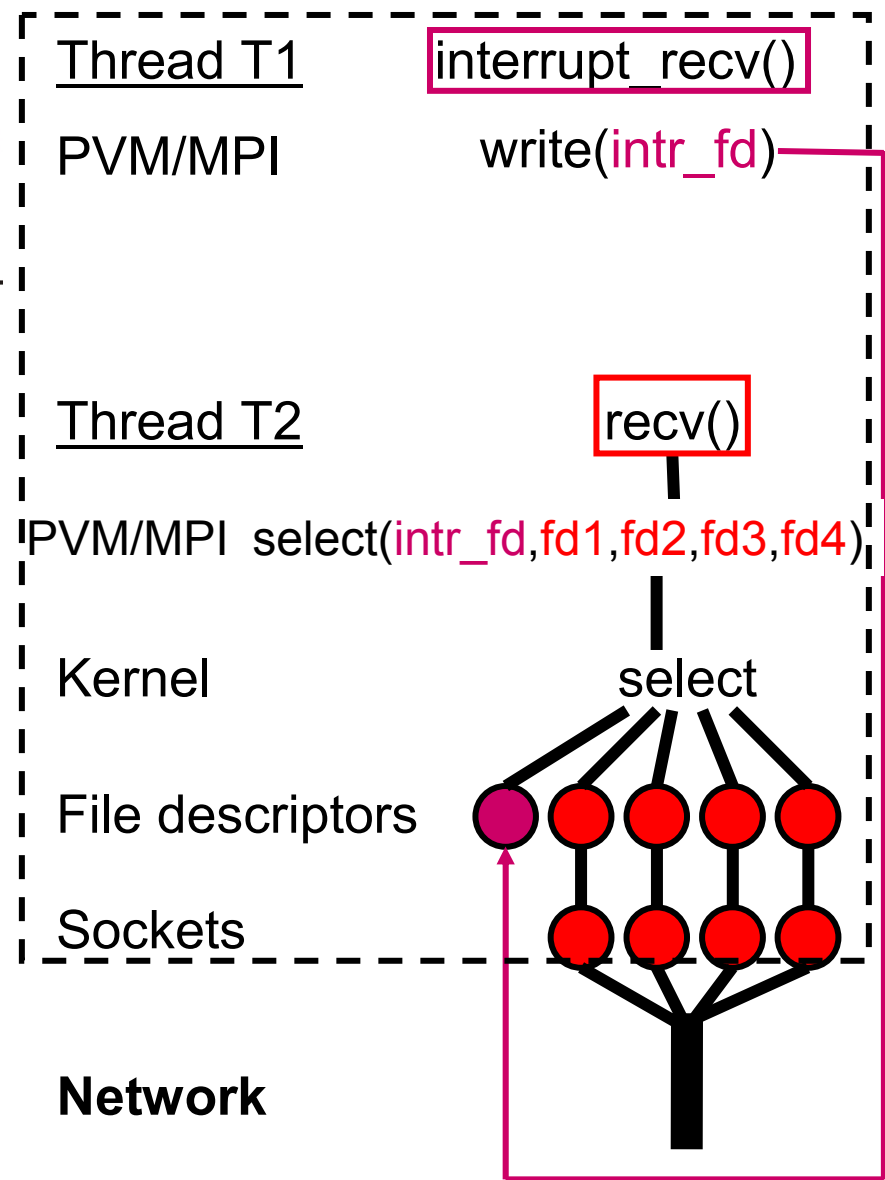 Thread T1 interrupt_recv()
PVM/MPI write(intr_fd)
Thread T2 recv()
PVM/MPI select(intr_fd,fd1,fd2,fd3,fd4)
Kernel select
File descriptors
Sockets
Network